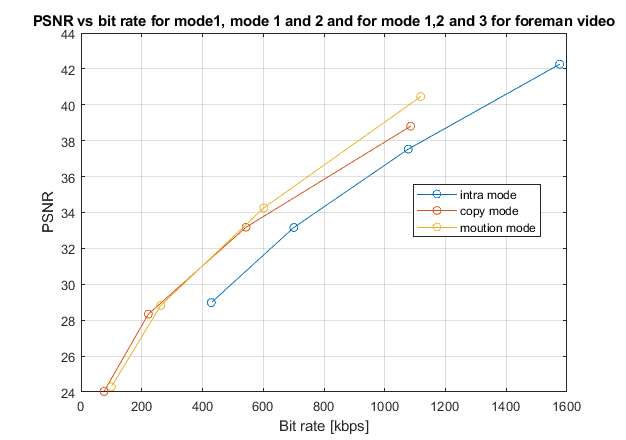 PSNR vs bit rate for mode1, mode 1 and 2 and for mode 1,2 and 3 for foreman video
44
42
40
38
36
34
32
30
28
26
24
PSNR
intra mode
copy mode
moution mode
0 200 400 600 800 1000 1200 1400 1600
Bit rate [kbps]